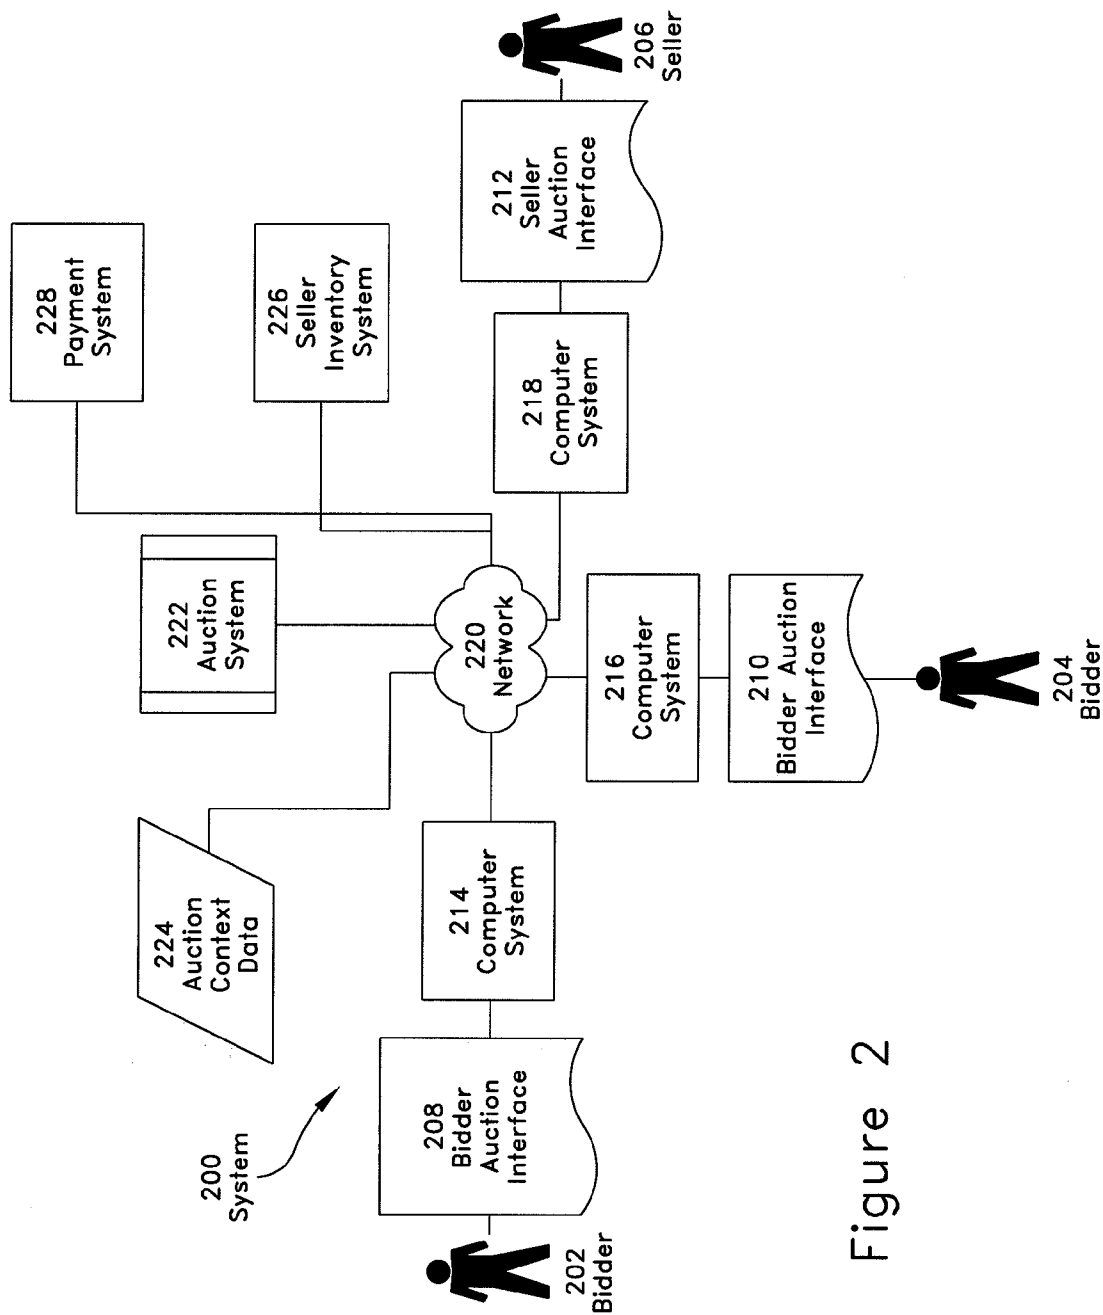 228
Payment
System
222
Auction
System
226
Seller
Inventory
System
224
Auction
Context
Data
200
System
220
Network
212
Seller
Auction
Interface
206
Seller
218
Computer
System
214
Computer
System
208
Bidder
Auction
Interface
202
Bidder
216
Computer
System
210
Bidder Auction
Interface
204
Bidder
Figure 2